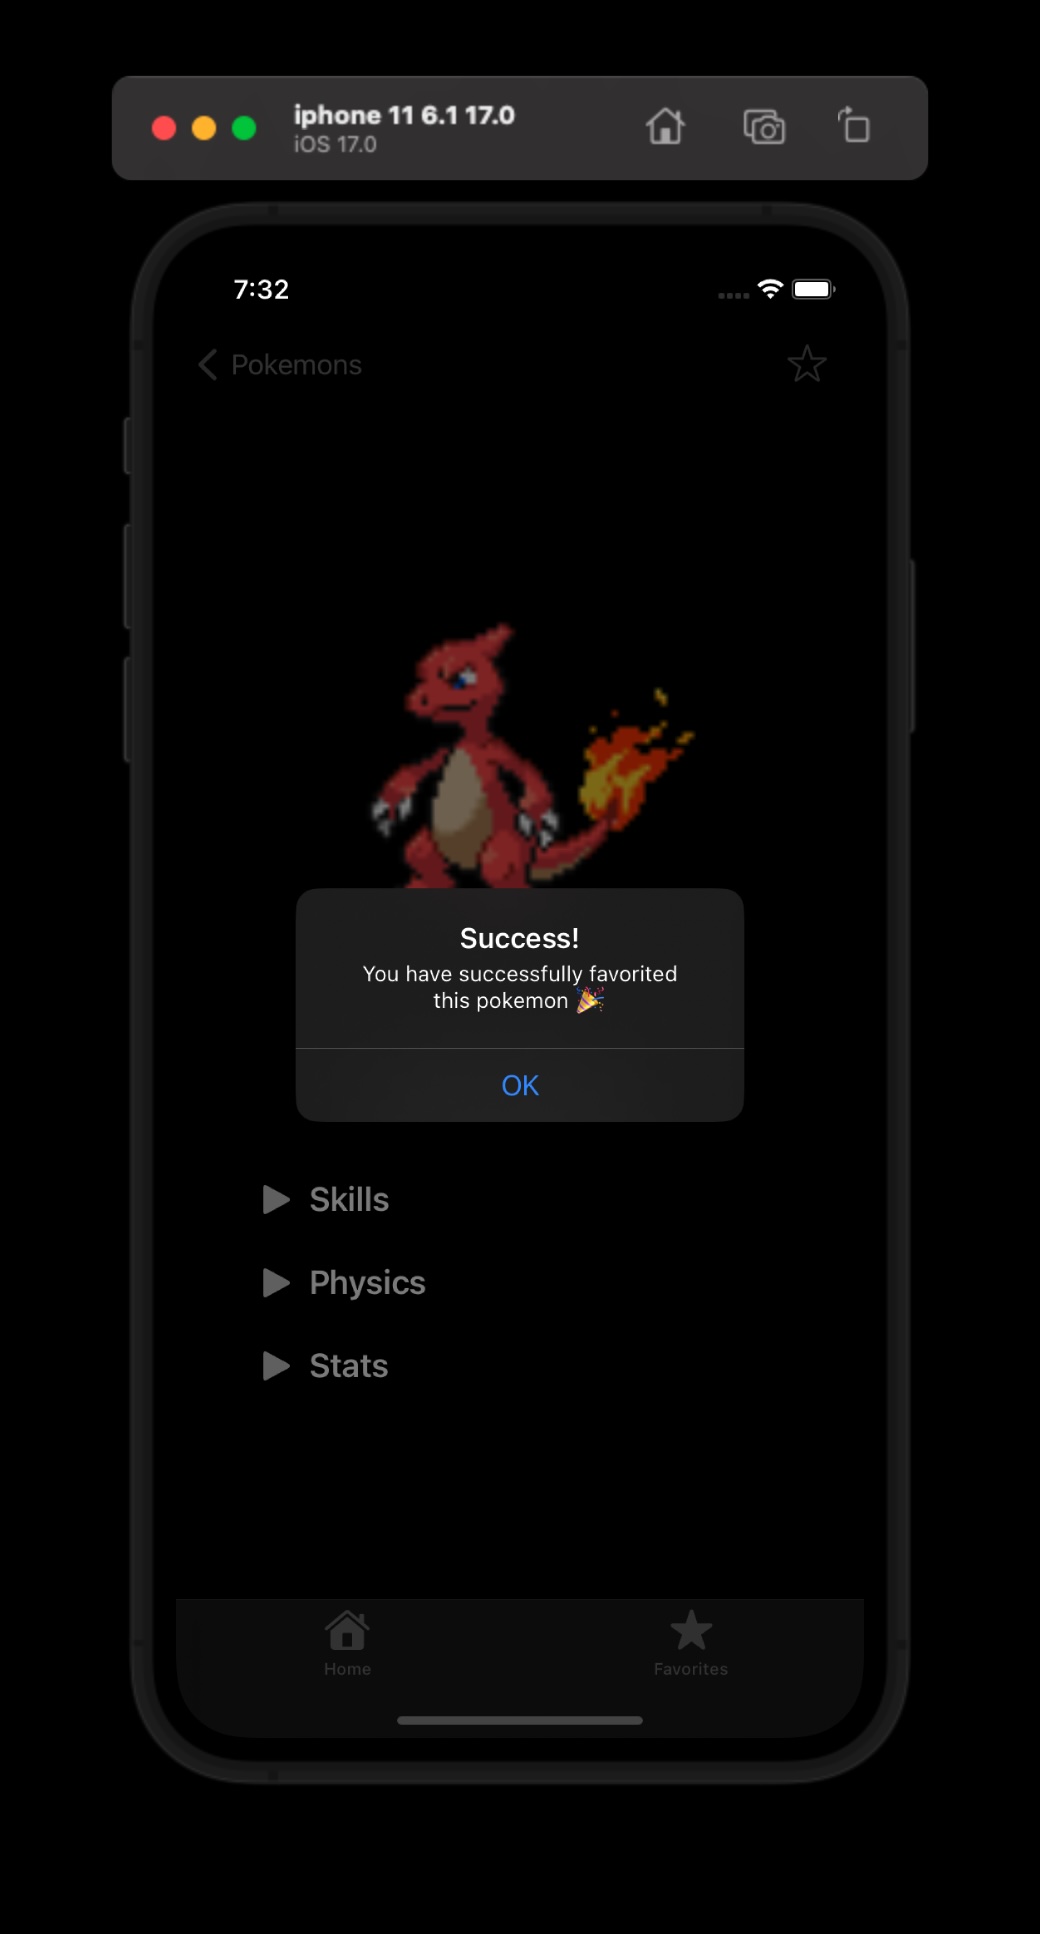 iphone 11 6.1 17.0
iOS 17.0
7:32
Pokemons
Success!
You have successfully favorited
this pokemon 🎉
OK
Skills
Physics
Stats
Home
Favorites